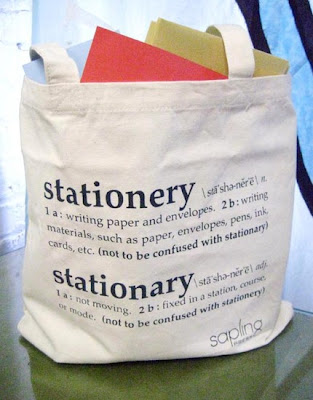 stationery \stā'shə-nĕr'ē\ n.
1 a : writing paper and envelopes. 2 b : writing
materials, such as paper, envelopes, pens, ink,
cards, etc. (not to be confused with stationary)
stationary \stā'shə-nĕr'ē\ adj.
1 a : not moving. 2 b : fixed in a station, course,
or mode. (not to be confused with stationery)
sapling